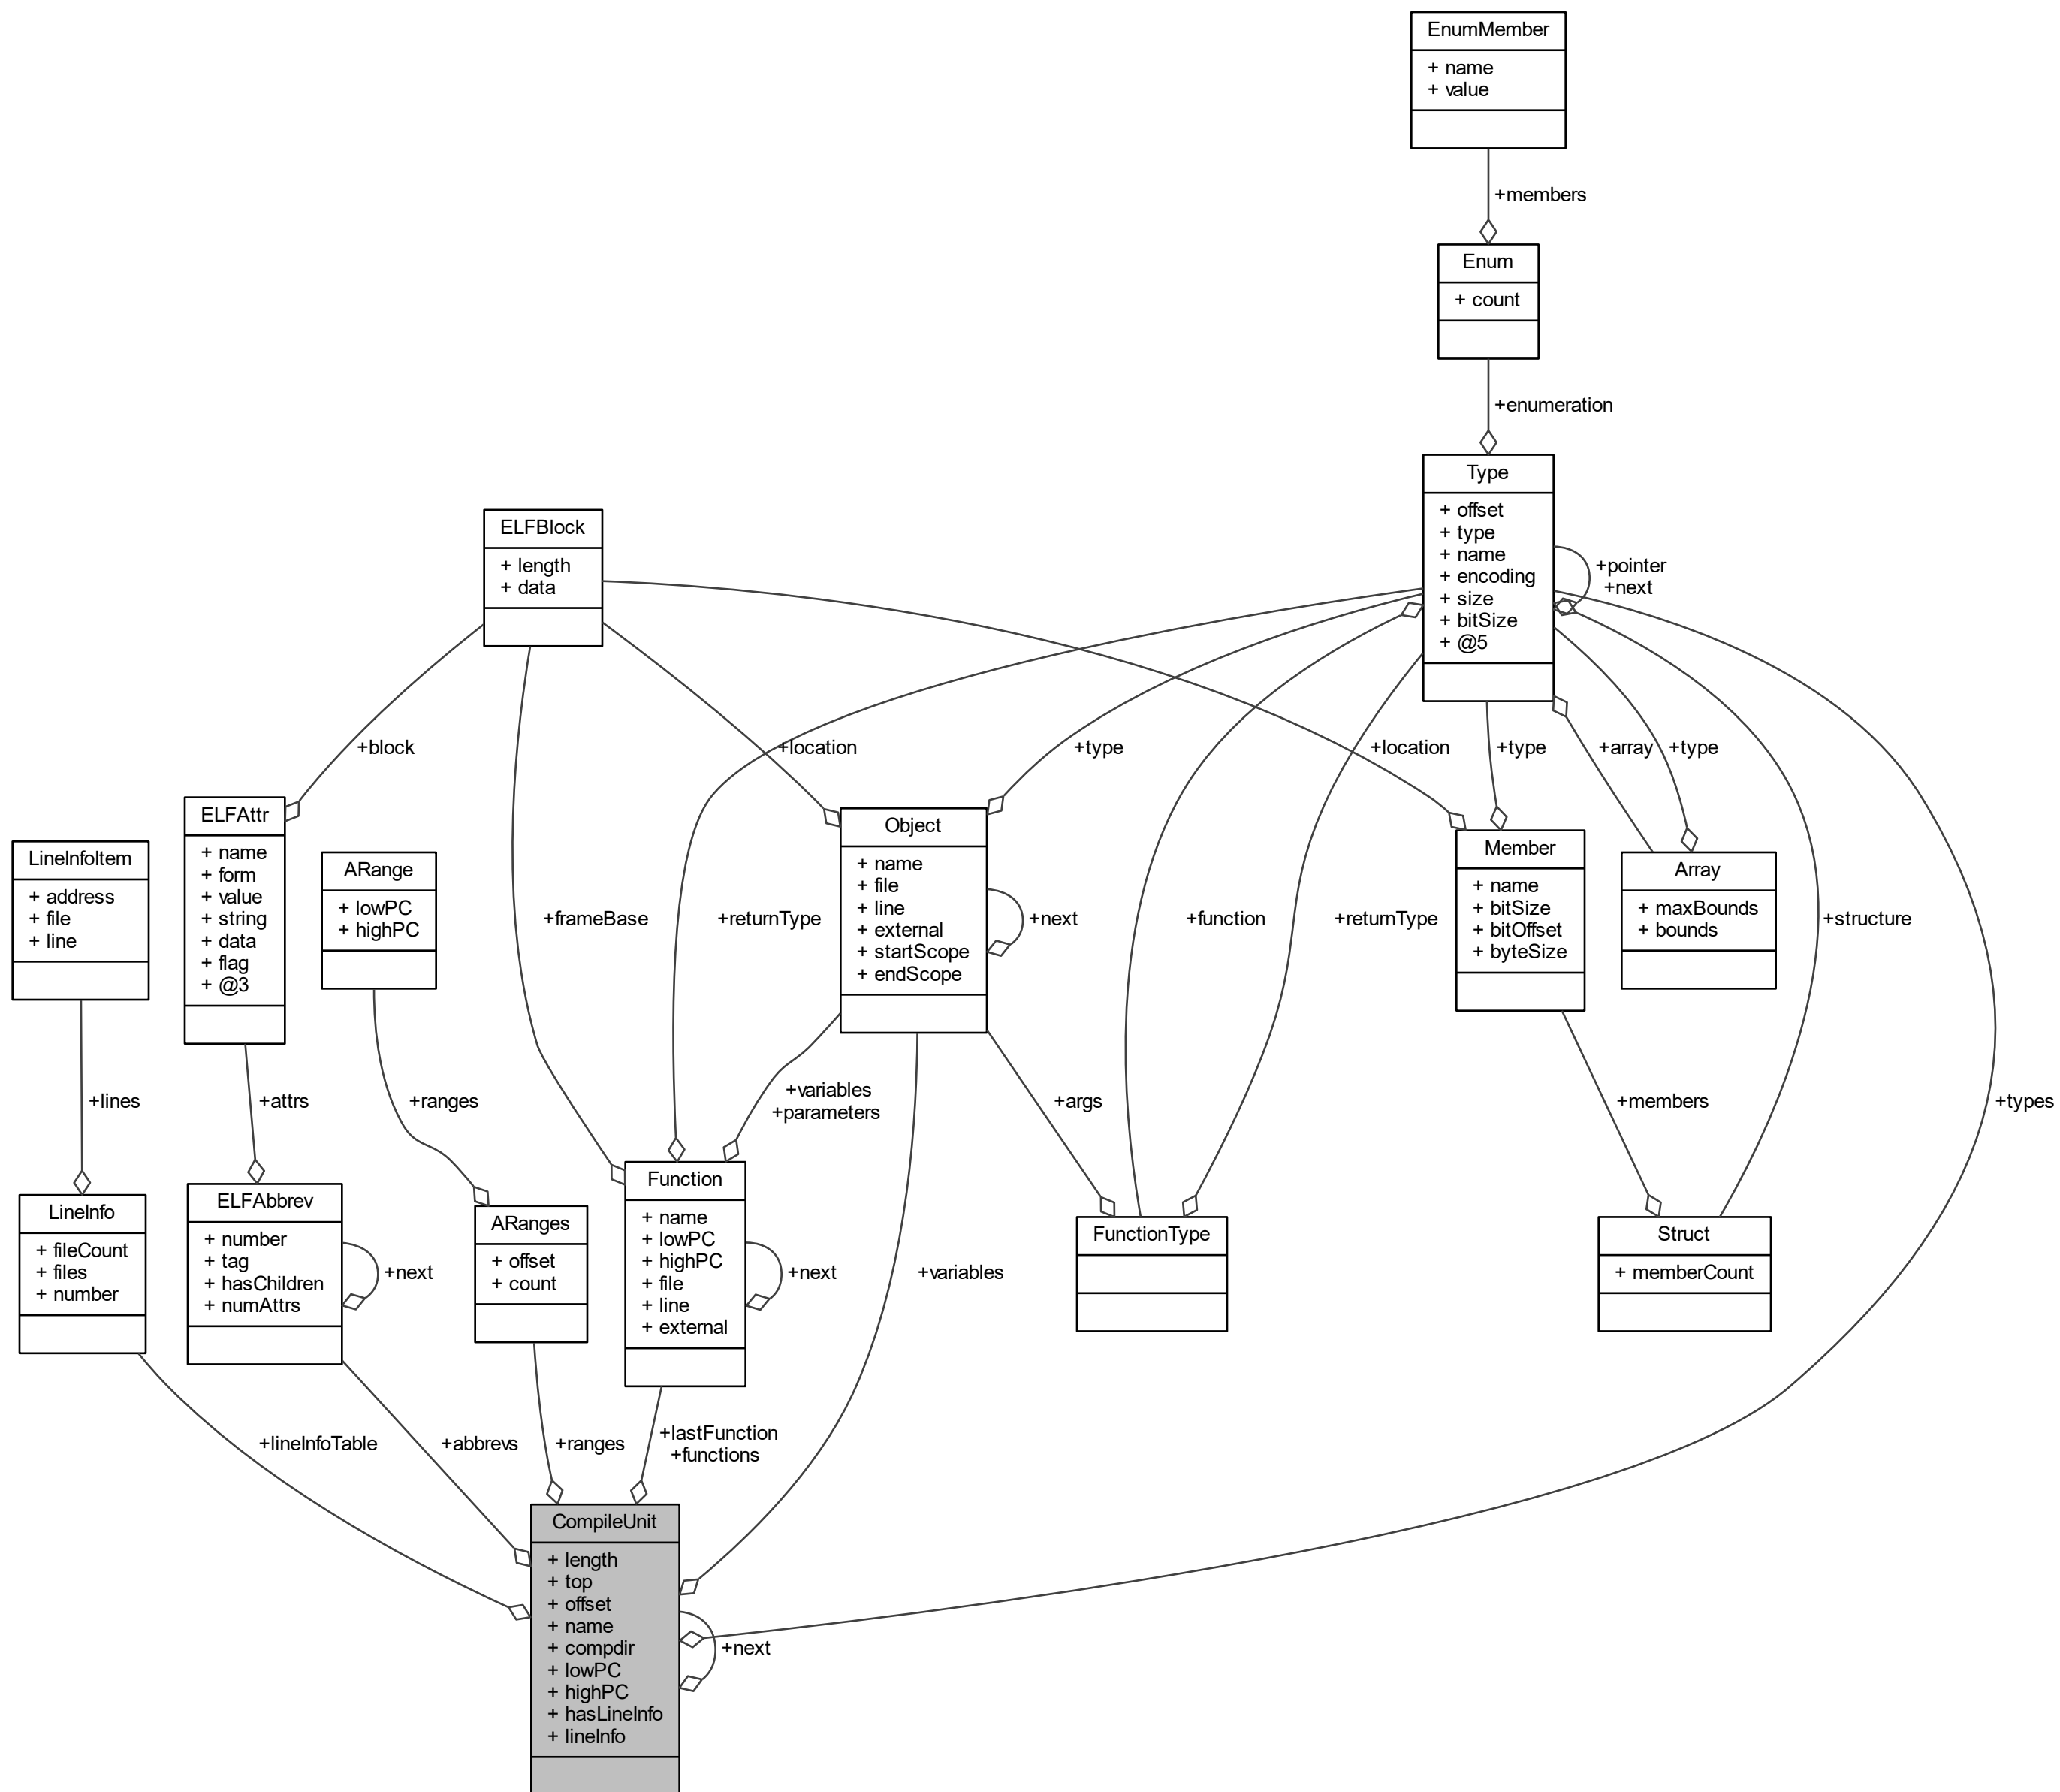 EnumMember
+ name
+ value
+members
Enum
+ count
+enumeration
Type
+ offset
+ type
+ name
+ encoding
+ size
+ bitSize
+ @5
+pointer
+next
ELFBlock
+ length
+ data
+block
+location
+type
+location
+type
+array
+type
ELFAttr
+ name
+ form
+ value
+ string
+ data
+ flag
+ @3
LineInfoItem
+ address
+ file
+ line
ARange
+ lowPC
+ highPC
+frameBase
+returnType
Object
+ name
+ file
+ line
+ external
+ startScope
+ endScope
+next
+function
+returnType
Member
+ name
+ bitSize
+ bitOffset
+ byteSize
Array
+ maxBounds
+ bounds
+structure
+lines
+attrs
+ranges
+variables
+parameters
+args
+members
+types
LineInfo
+ fileCount
+ files
+ number
ELFAbbrev
+ number
+ tag
+ hasChildren
+ numAttrs
+next
ARanges
+ offset
+ count
Function
+ name
+ lowPC
+ highPC
+ file
+ line
+ external
+next
+variables
FunctionType
Struct
+ memberCount
+lineInfoTable
+abbrevs
+ranges
+lastFunction
+functions
CompileUnit
+ length
+ top
+ offset
+ name
+ compdir
+ lowPC
+ highPC
+ hasLineInfo
+ lineInfo
+next